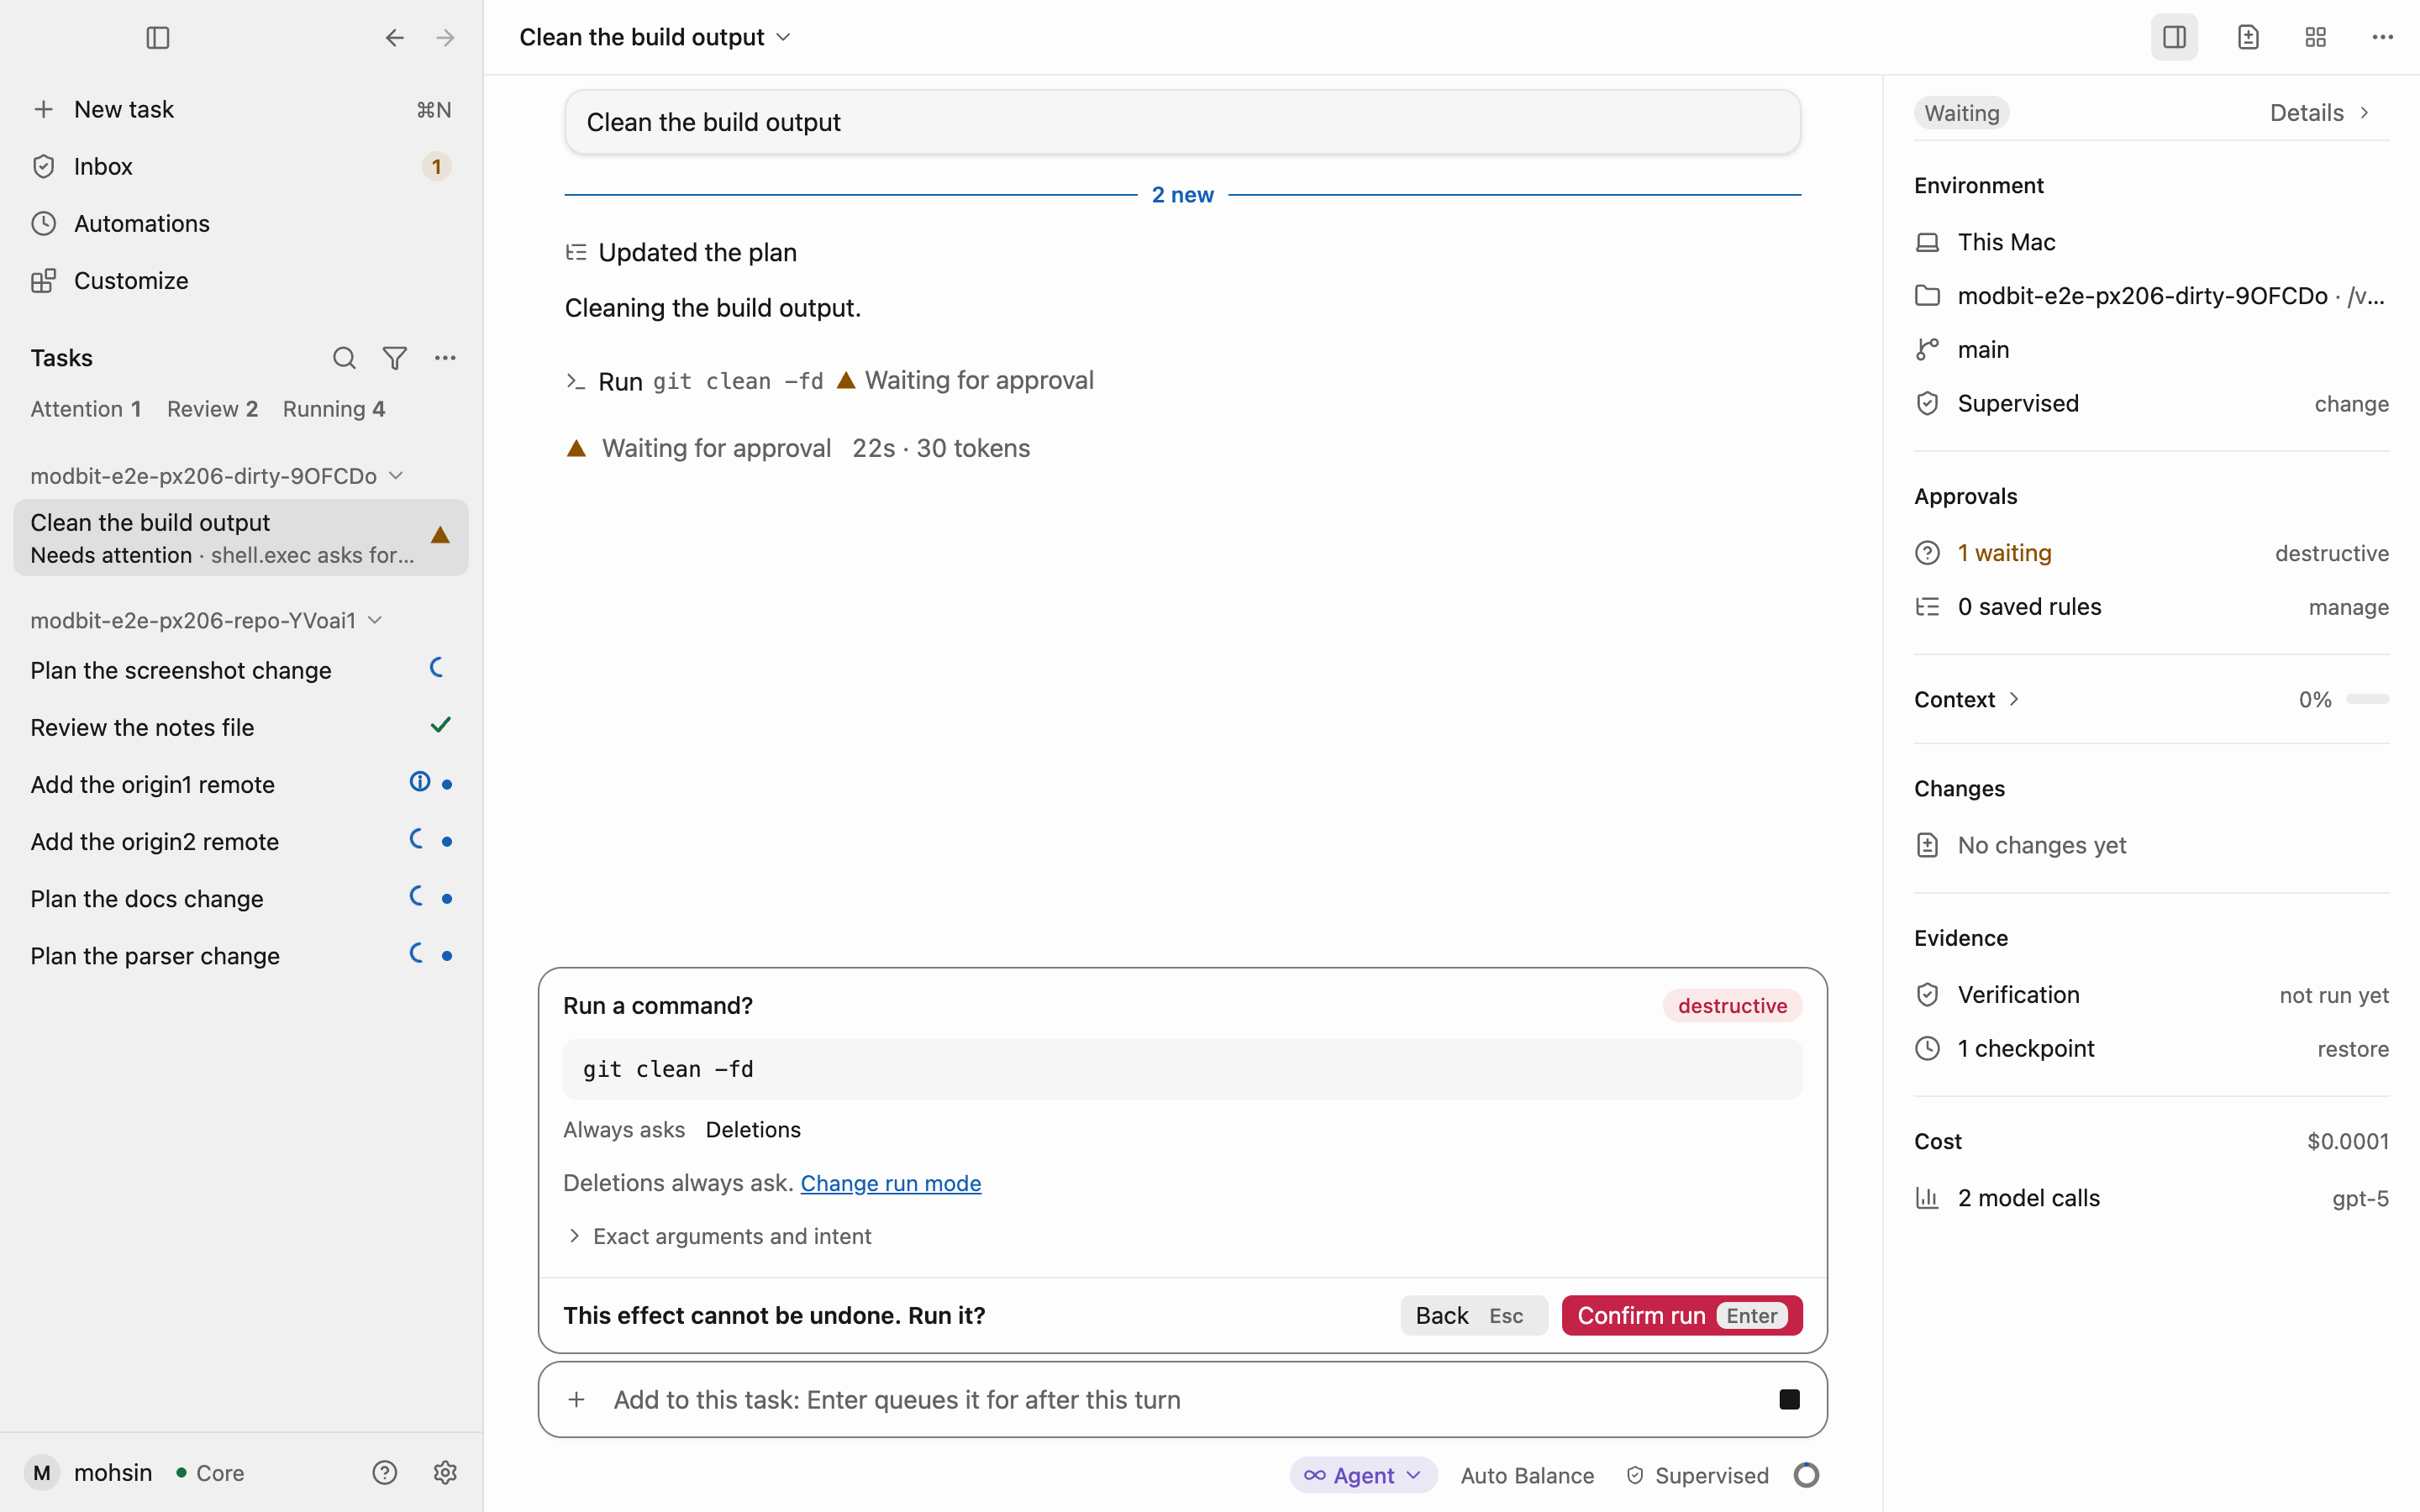 New task ⌘N
Inbox 1
Automations
Customize
Tasks
Attention 1 Review 2 Running 4
modbit-e2e-px206-dirty-9OFCDo
Clean the build output
Needs attention · shell.exec asks for...
modbit-e2e-px206-repo-YVoai1
Plan the screenshot change
Review the notes file
Add the origin1 remote
Add the origin2 remote
Plan the docs change
Plan the parser change
M mohsin Core
Clean the build output
Clean the build output
2 new
Updated the plan
Cleaning the build output.
Run git clean -fd Waiting for approval
Waiting for approval 22s · 30 tokens
Run a command? destructive
git clean -fd
Always asks Deletions
Deletions always ask. Change run mode
Exact arguments and intent
This effect cannot be undone. Run it? Back Esc Confirm run Enter
Add to this task: Enter queues it for after this turn
Agent Auto Balance Supervised
Waiting Details
Environment
This Mac
modbit-e2e-px206-dirty-9OFCDo · /v...
main
Supervised change
Approvals
1 waiting destructive
0 saved rules manage
Context 0%
Changes
No changes yet
Evidence
Verification not run yet
1 checkpoint restore
Cost $0.0001
2 model calls gpt-5